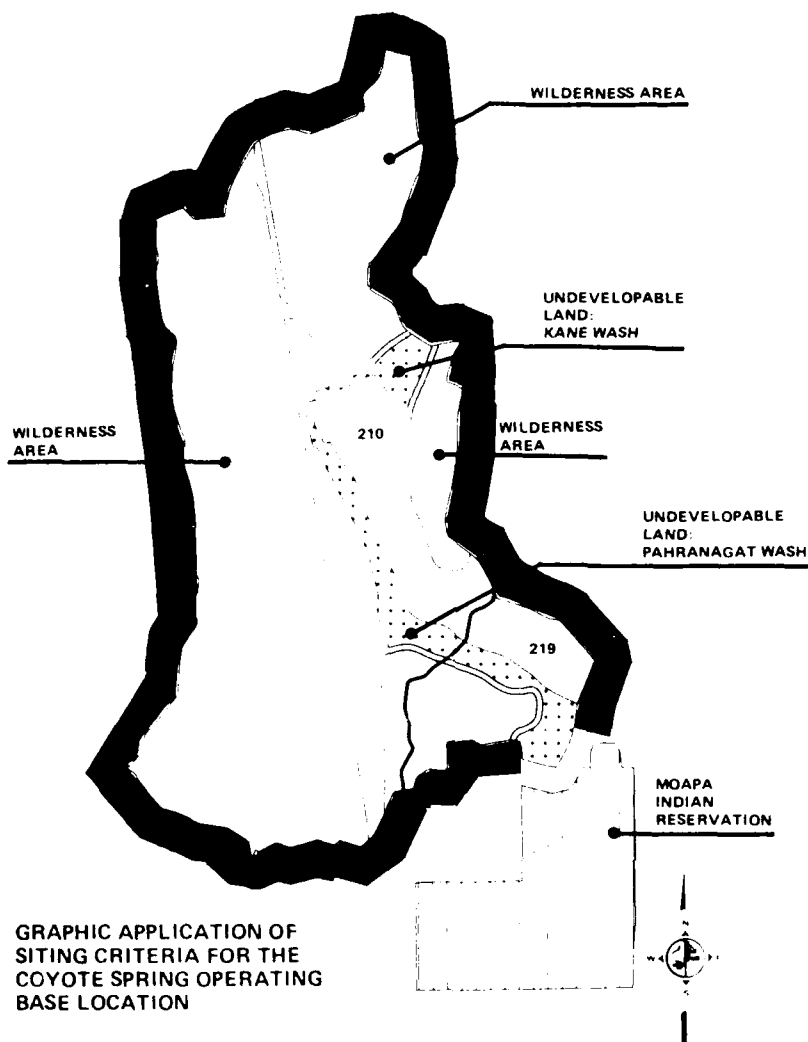 WILDERNESS AREA
UNDEVELOPABLE
LAND:
KANE WASH
WILDERNESS
AREA
210
WILDERNESS
AREA
UNDEVELOPABLE
LAND:
PAHRANAGAT WASH
219
MOAPA
INDIAN
RESERVATION
GRAPHIC APPLICATION OF
SITING CRITERIA FOR THE
COYOTE SPRING OPERATING
BASE LOCATION
N
W